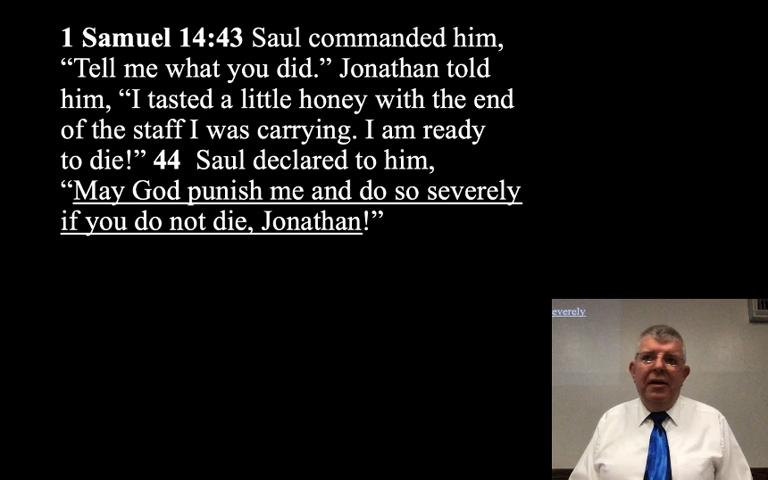 1 Samuel 14:43 Saul commanded him,
“Tell me what you did.” Jonathan told
him, “I tasted a little honey with the end
of the staff I was carrying. I am ready
to die!” 44  Saul declared to him,
“May God punish me and do so severely
if you do not die, Jonathan!”
everely